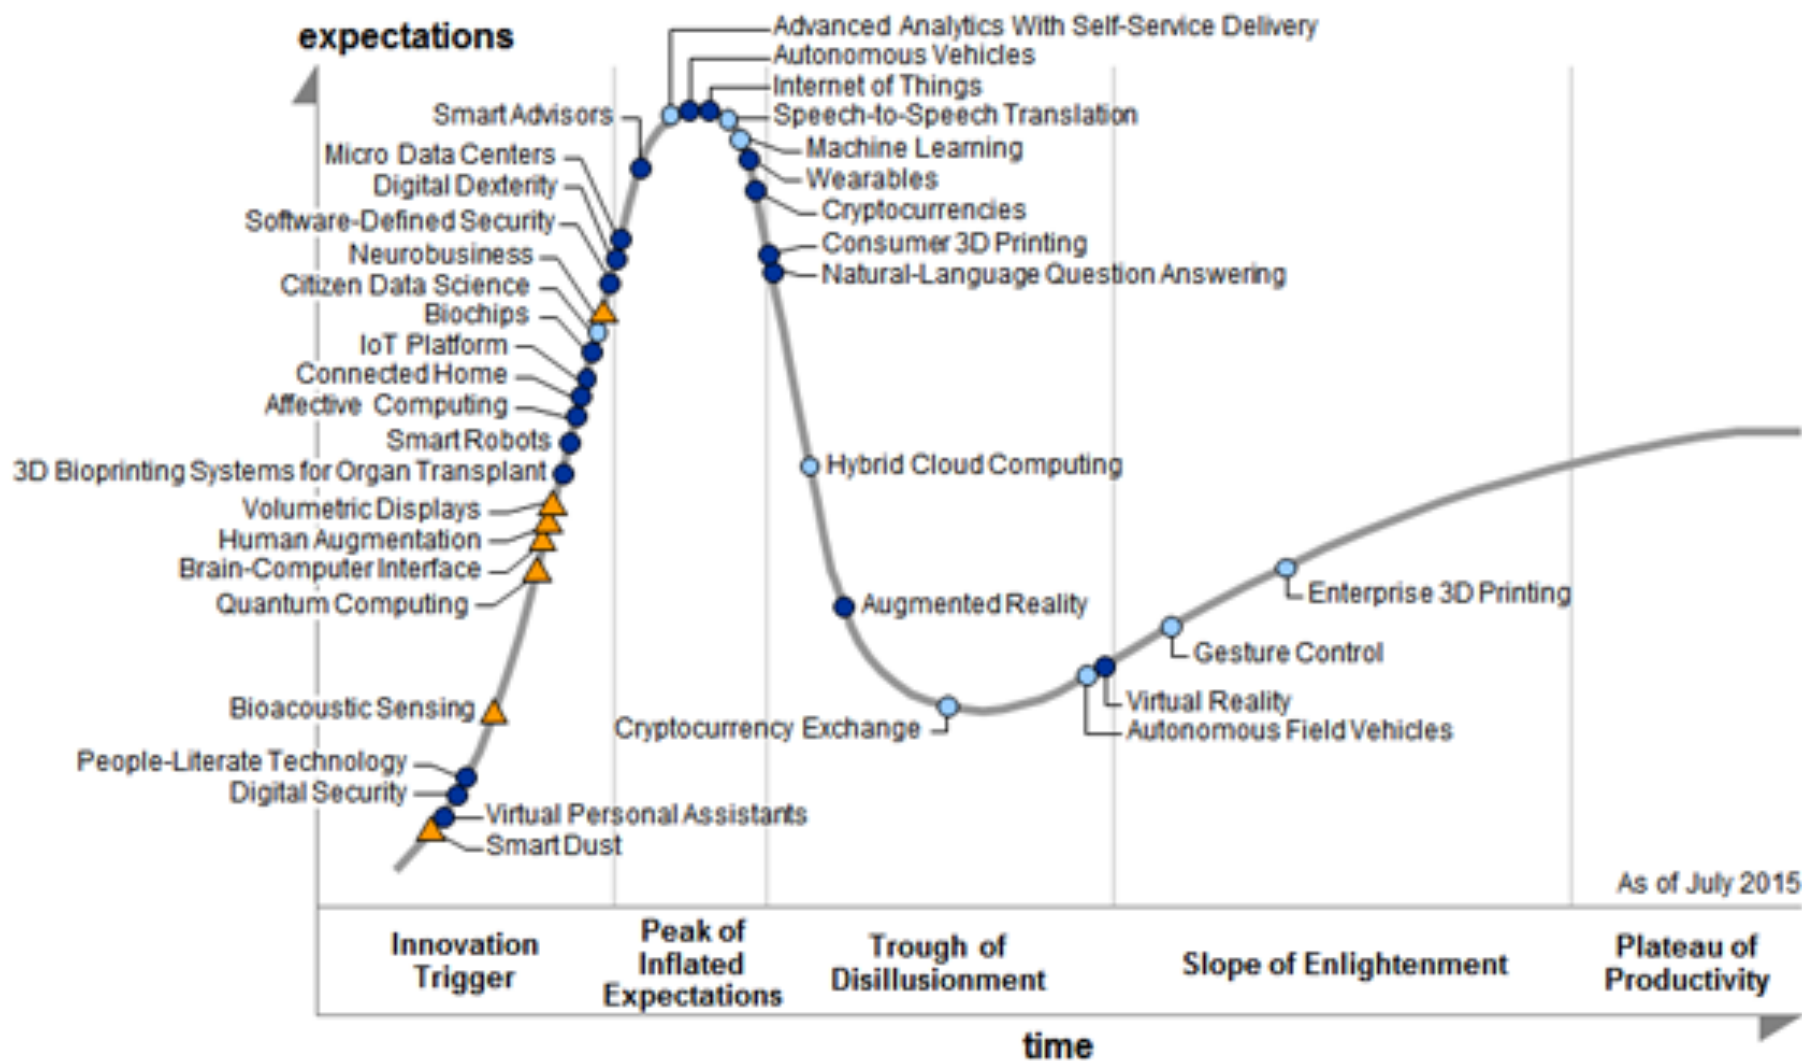 expectations
Advanced Analytics With Self-Service Delivery
Autonomous Vehicles
Internet of Things
Speech-to-Speech Translation
Machine Learning
Wearables
Cryptocurrencies
Consumer 3D Printing
Natural-Language Question Answering
Smart Advisors
Micro Data Centers
Digital Dexterity
Software-Defined Security
Neurobusiness
Citizen Data Science
Biochips
IoT Platform
Connected Home
Affective Computing
Smart Robots
3D Bioprinting Systems for Organ Transplant
Volumetric Displays
Human Augmentation
Brain-Computer Interface
Quantum Computing
Bioacoustic Sensing
People-Literate Technology
Digital Security
Virtual Personal Assistants
Smart Dust
Hybrid Cloud Computing
Augmented Reality
Cryptocurrency Exchange
Enterprise 3D Printing
Gesture Control
Virtual Reality
Autonomous Field Vehicles
As of July 2015
Innovation
Trigger
Peak of
Inflated
Expectations
Trough of
Disillusionment
Slope of Enlightenment
Plateau of
Productivity
time